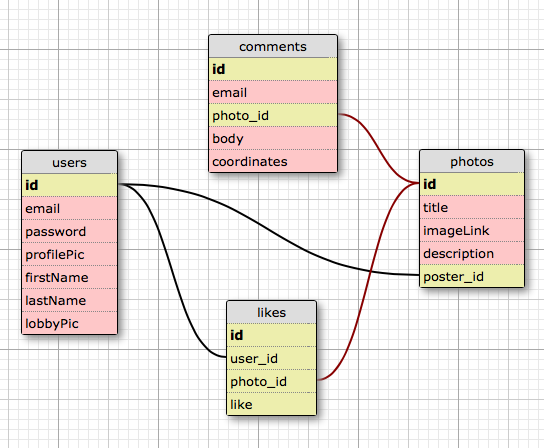 comments
id
email
photo_id
body
coordinates
users
id
email
password
profilePic
firstName
lastName
lobbyPic
photos
id
title
imageLink
description
poster_id
likes
id
user_id
photo_id
like